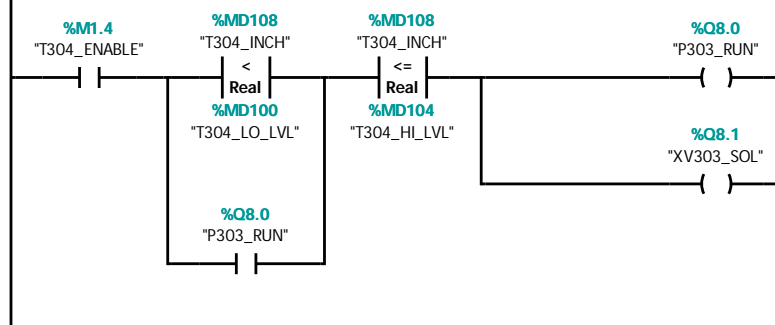 %M1.4
"T304_ENABLE"
%MD108
"T304_INCH"
<
Real
%MD100
"T304_LO_LVL"
%MD108
"T304_INCH"
<=
Real
%MD104
"T304_HI_LVL"
%Q8.0
"P303_RUN"
%Q8.1
"XV303_SOL"
%Q8.0
"P303_RUN"